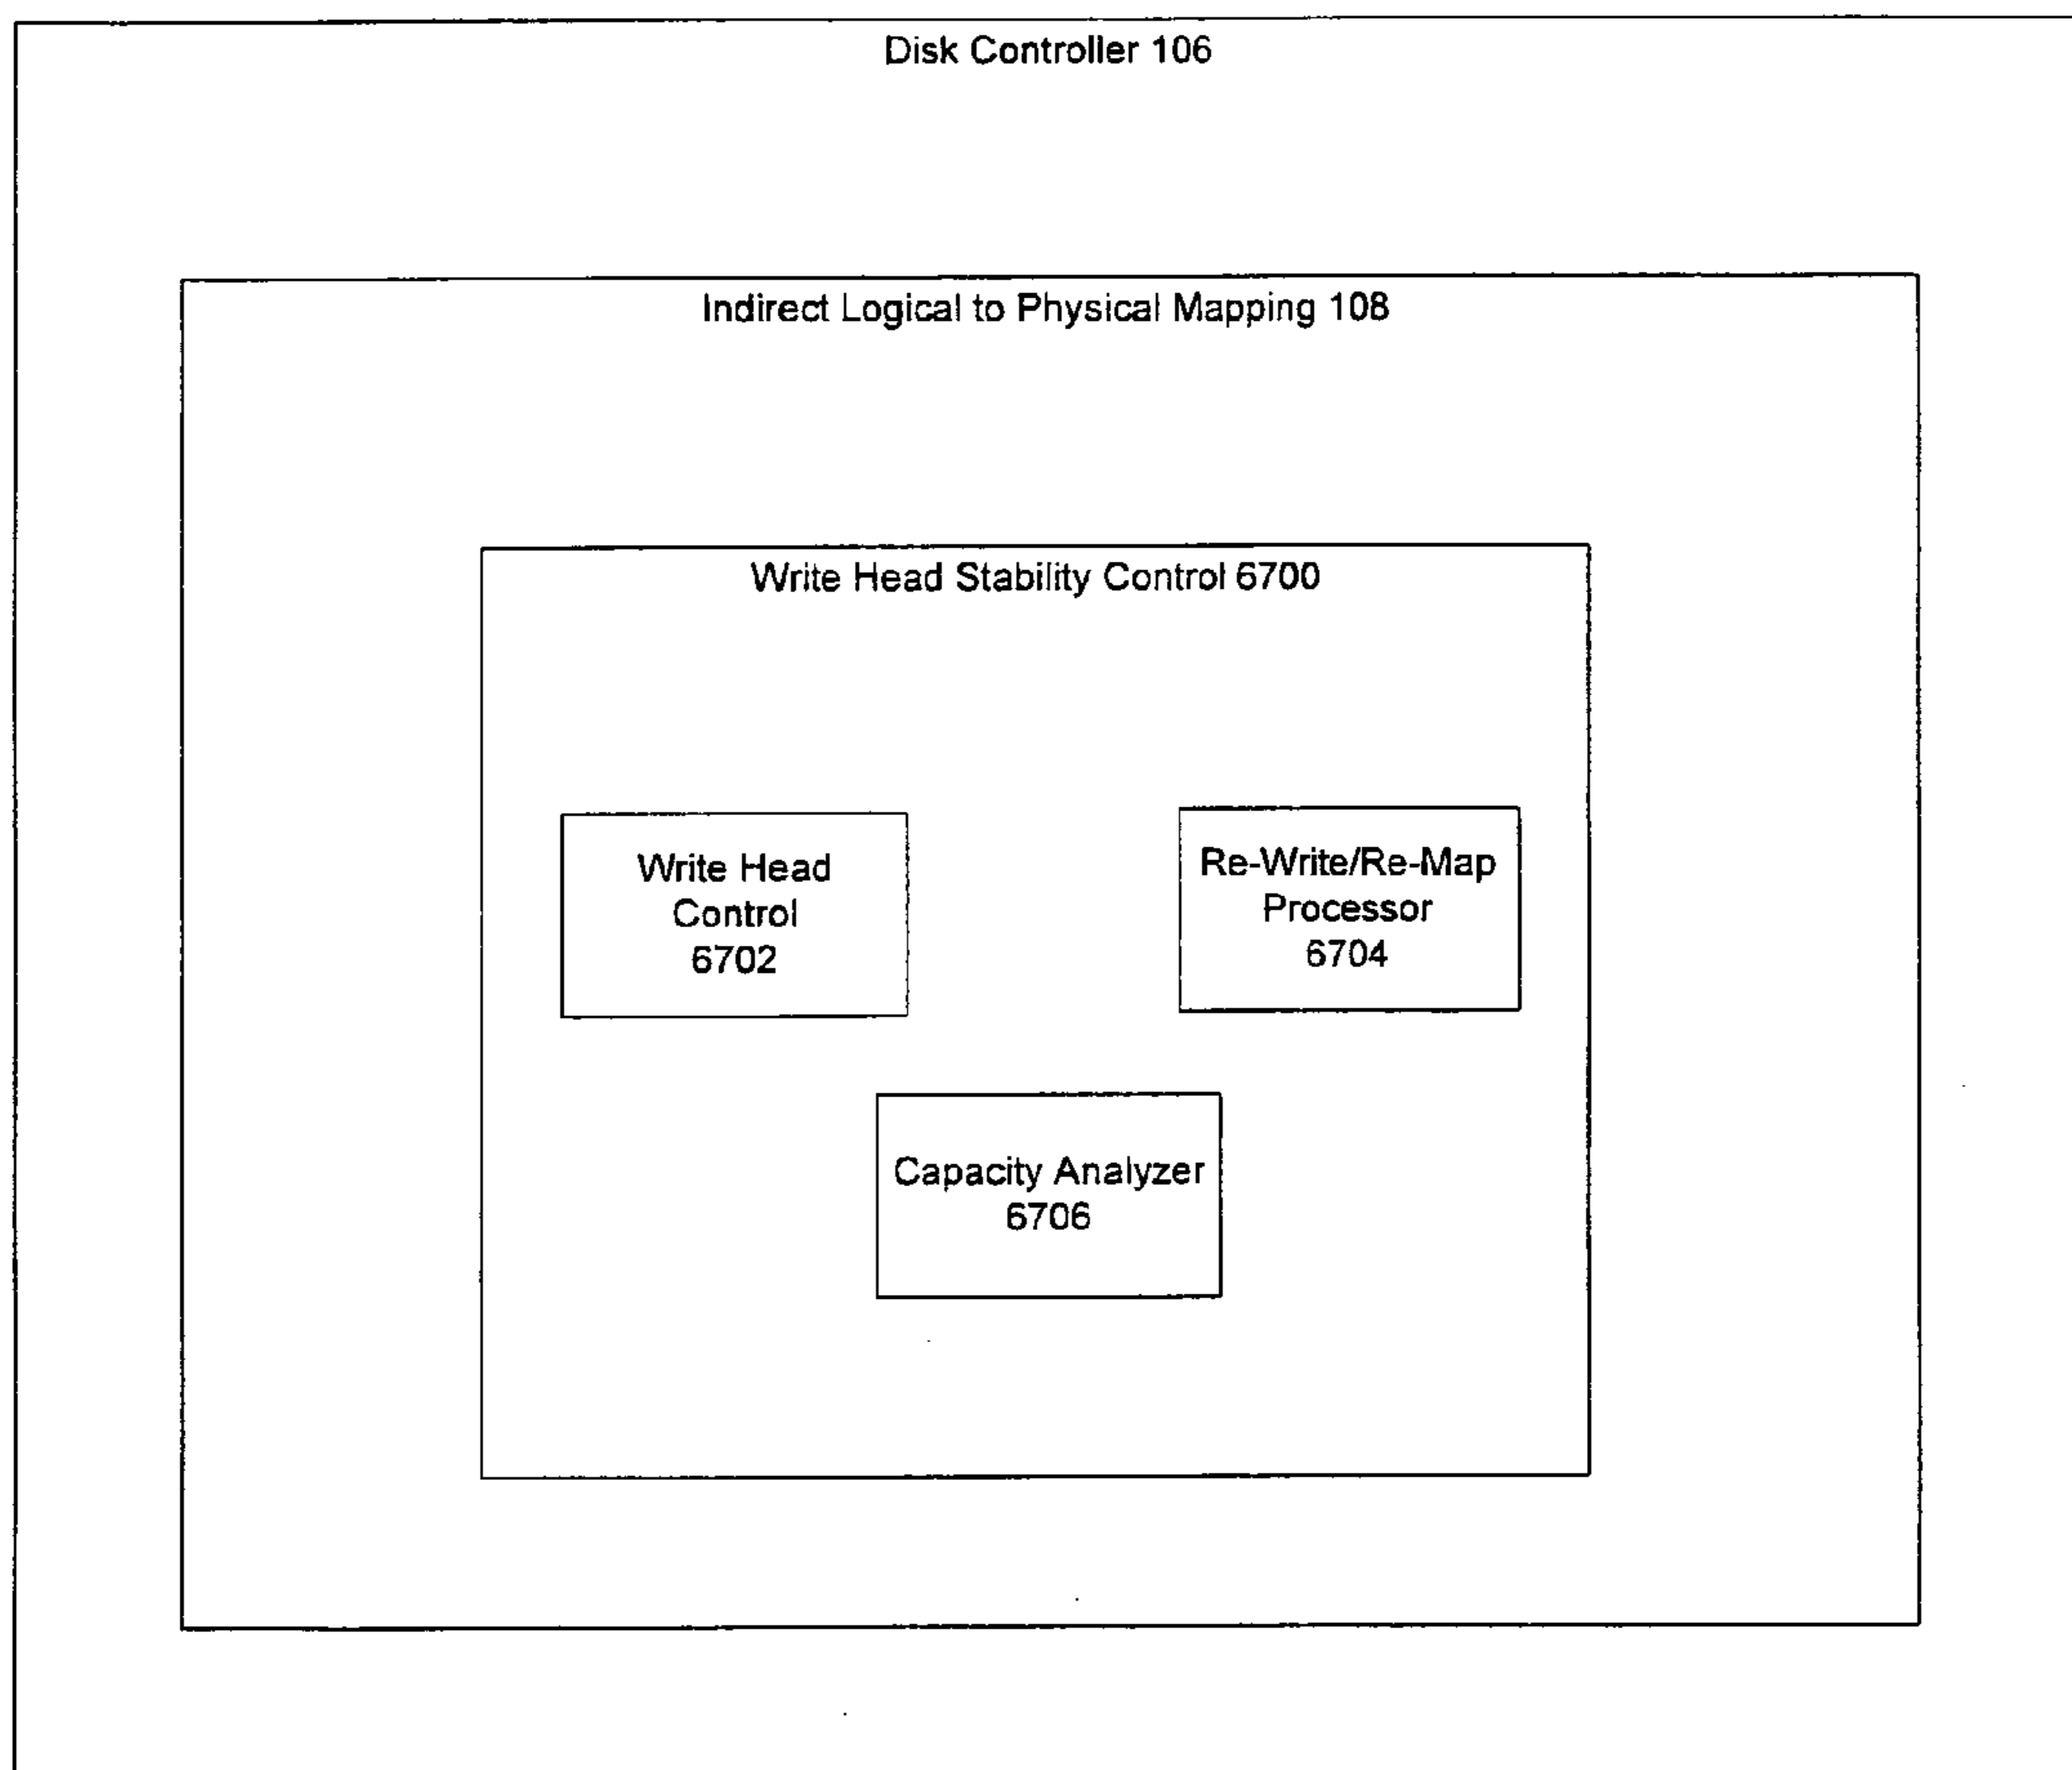 Disk Controller 106
Indirect Logical to Physical Mapping 108
Write Head Stability Control 6700
Write Head
Control
6702
Re-Write/Re-Map
Processor
6704
Capacity Analyzer
6706